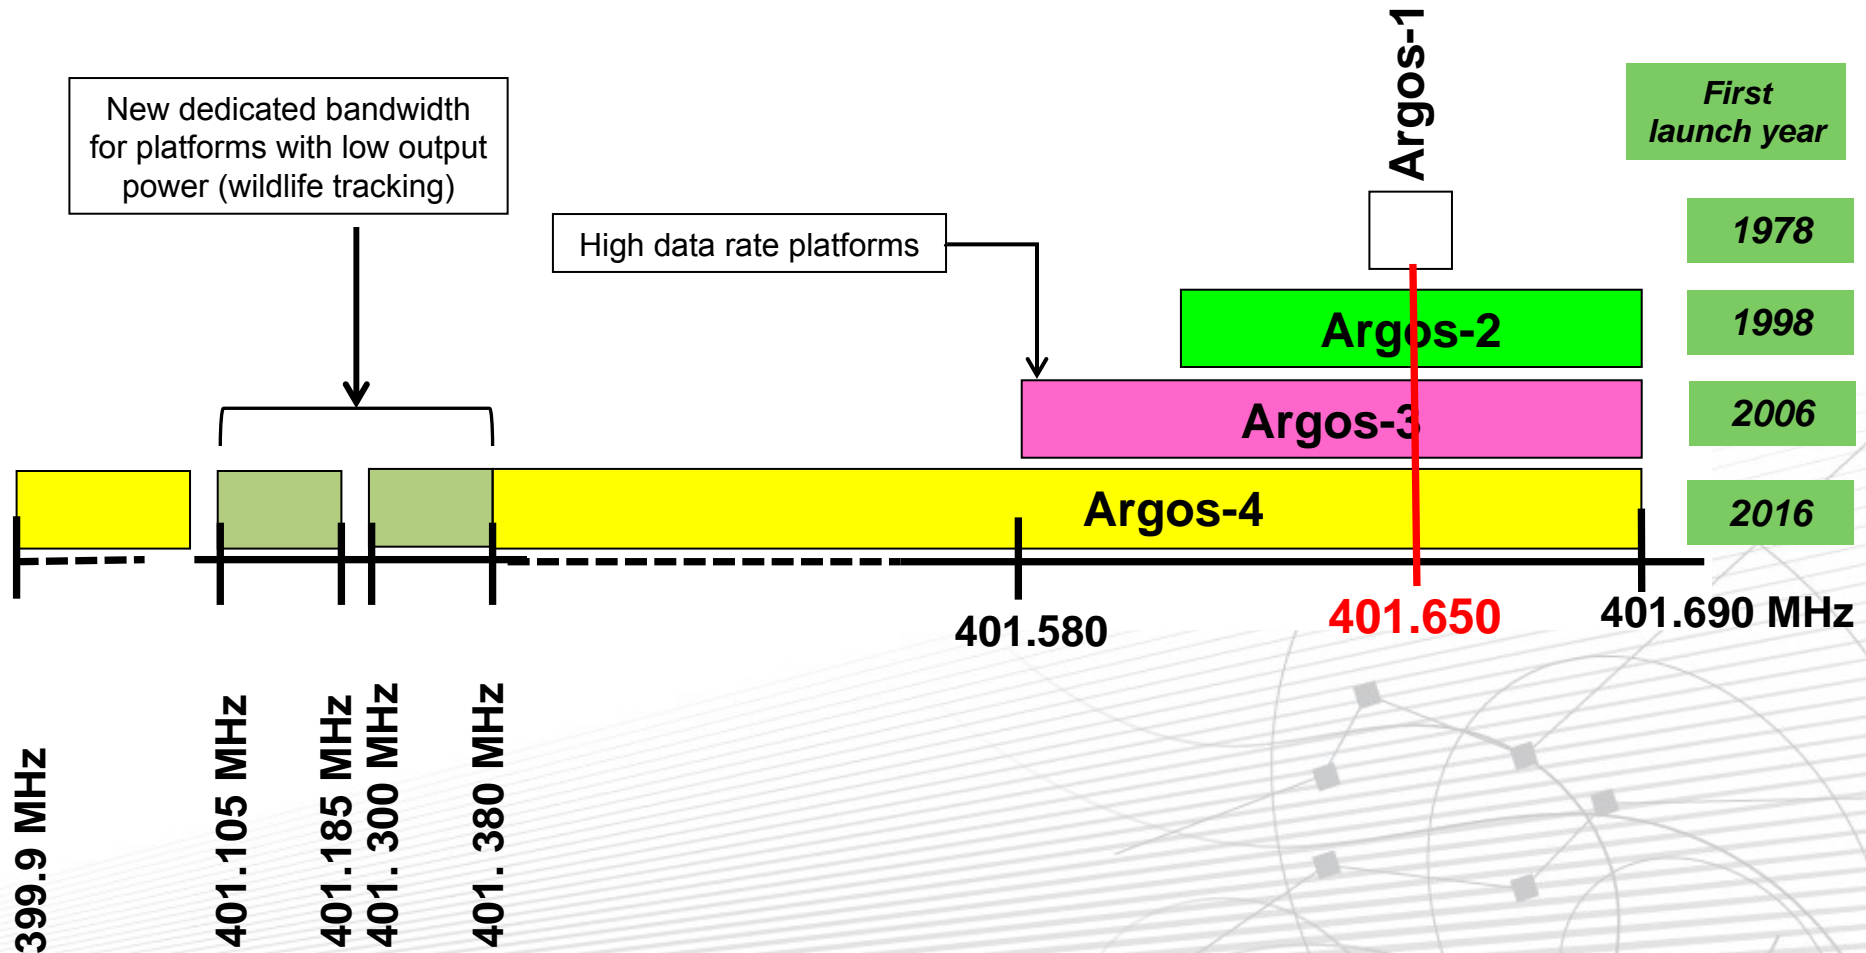 Argos-1
First
launch year
New dedicated bandwidth
for platforms with low output
power (wildlife tracking)
High data rate platforms
1978
Argos-2
1998
Argos-3
2006
Argos-4
2016
401.580
401.650
401.690 MHz
399.9 MHz
401.105 MHz
401.185 MHz
401. 300 MHz
401. 380 MHz